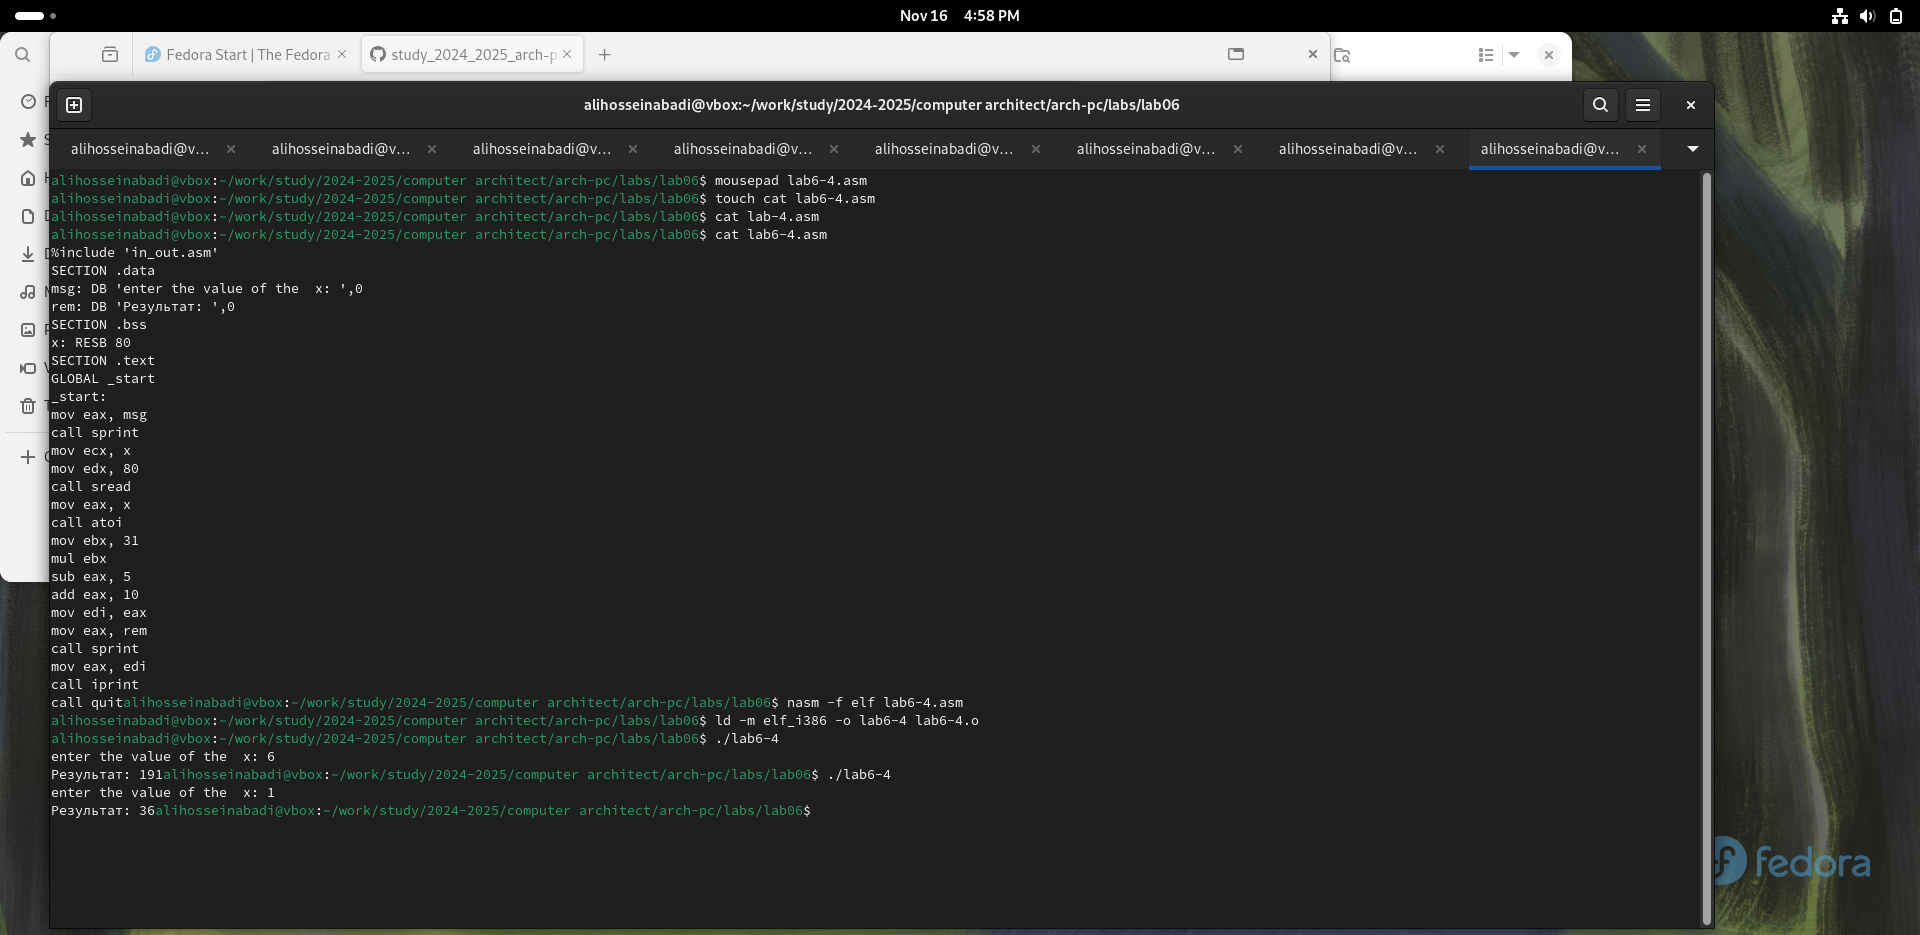 Nov 16 4:58 PM
Fedora Start | The Fedora
study_2024_2025_arch-p
alihosseinabadi@vbox:~/work/study/2024-2025/computer architect/arch-pc/labs/lab06
alihosseinabadi@v... alihosseinabadi@v... alihosseinabadi@v... alihosseinabadi@v... alihosseinabadi@v... alihosseinabadi@v... alihosseinabadi@v... alihosseinabadi@v...
alihosseinabadi@vbox:~/work/study/2024-2025/computer architect/arch-pc/labs/lab06$ mousepad lab6-4.asm
alihosseinabadi@vbox:~/work/study/2024-2025/computer architect/arch-pc/labs/lab06$ touch cat lab6-4.asm
alihosseinabadi@vbox:~/work/study/2024-2025/computer architect/arch-pc/labs/lab06$ cat lab-4.asm
alihosseinabadi@vbox:~/work/study/2024-2025/computer architect/arch-pc/labs/lab06$ cat lab6-4.asm
%include 'in_out.asm'
SECTION .data
msg: DB 'enter the value of the  x: ',0
rem: DB 'Результат: ',0
SECTION .bss
x: RESB 80
SECTION .text
GLOBAL _start
_start:
mov eax, msg
call sprint
mov ecx, x
mov edx, 80
call sread
mov eax, x
call atoi
mov ebx, 31
mul ebx
sub eax, 5
add eax, 10
mov edi, eax
mov eax, rem
call sprint
mov eax, edi
call iprint
call quitalihosseinabadi@vbox:~/work/study/2024-2025/computer architect/arch-pc/labs/lab06$ nasm -f elf lab6-4.asm
alihosseinabadi@vbox:~/work/study/2024-2025/computer architect/arch-pc/labs/lab06$ ld -m elf_i386 -o lab6-4 lab6-4.o
alihosseinabadi@vbox:~/work/study/2024-2025/computer architect/arch-pc/labs/lab06$ ./lab6-4
enter the value of the  x: 6
Результат: 191alihosseinabadi@vbox:~/work/study/2024-2025/computer architect/arch-pc/labs/lab06$ ./lab6-4
enter the value of the  x: 1
Результат: 36alihosseinabadi@vbox:~/work/study/2024-2025/computer architect/arch-pc/labs/lab06$
fedora